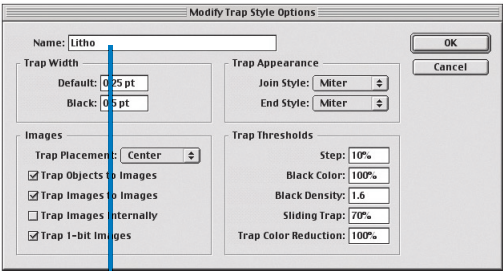 Modify Trap Style Options
Name: Litho
OK
Cancel
Trap Width
Default: 0.25 pt
Black: 0.5 pt
Trap Appearance
Join Style: Miter
End Style: Miter
Images
Trap Placement: Center
Trap Objects to Images
Trap Images to Images
Trap Images Internally
Trap 1-bit Images
Trap Thresholds
Step: 10%
Black Color: 100%
Black Density: 1.6
Sliding Trap: 70%
Trap Color Reduction: 100%